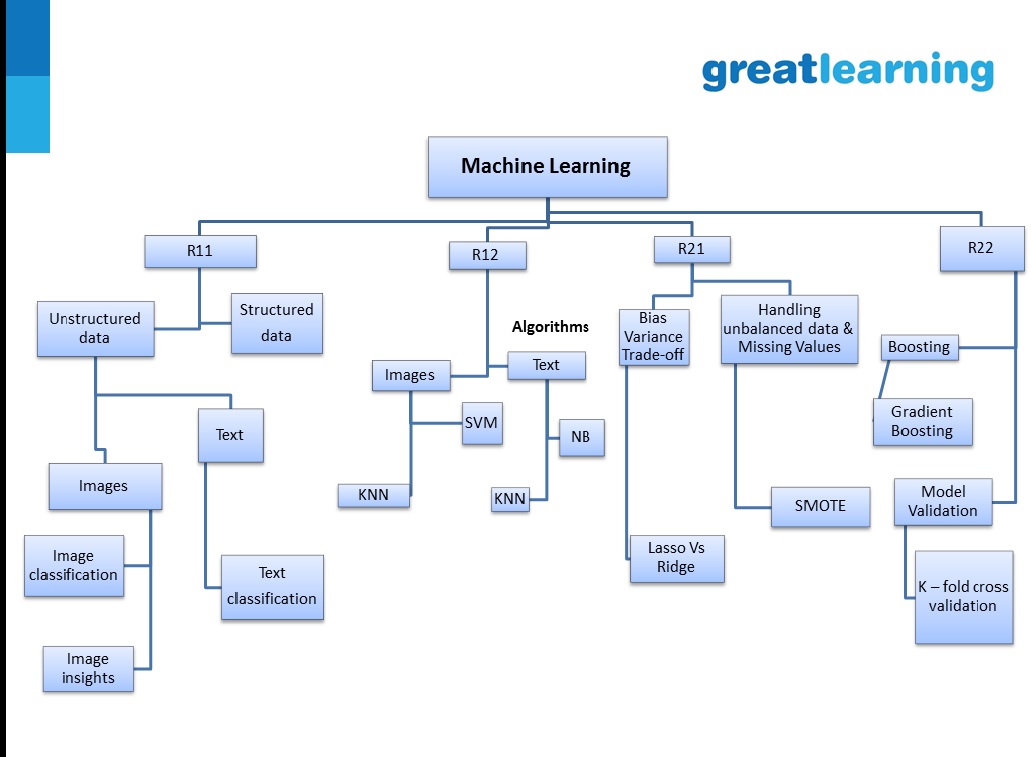 greatlearning
Machine Learning
R11
R12
R21
R22
Unstructured
data
Structured
data
Algorithms
Bias
Variance
Trade-off
Handling
unbalanced data &
Missing Values
Boosting
Images
Text
Gradient
Boosting
Text
SVM
NB
Images
KNN
KNN
SMOTE
Model
Validation
Image
classification
Text
classification
Lasso Vs
Ridge
K – fold cross
validation
Image
insights